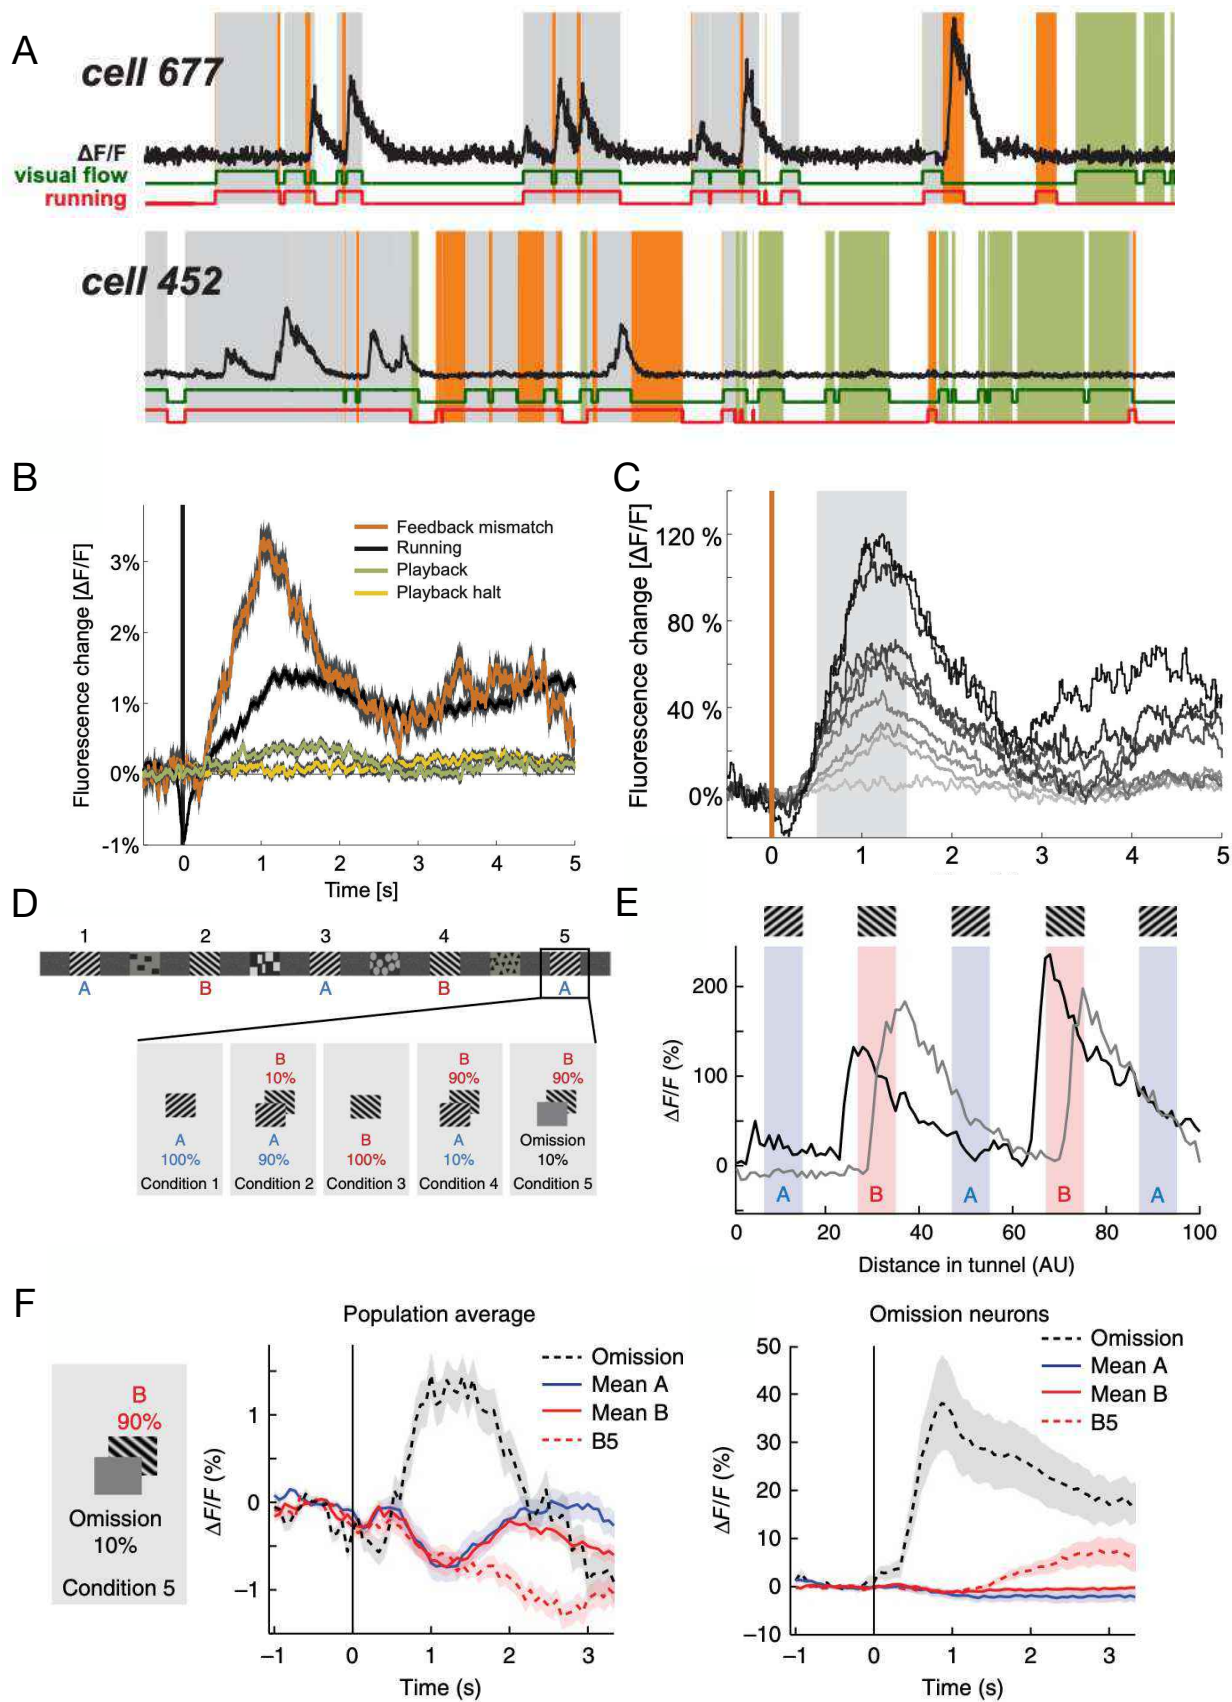 A
cell 677
ΔF/F
visual flow
running
cell 452
B
Fluorescence change [ΔF/F]
3%
2%
1%
0%
-1%
Feedback mismatch
Running
Playback
Playback halt
0 1 2 3 4 5
Time [s]
C
Fluorescence change [ΔF/F]
120 %
80 %
40 %
0%
0 1 2 3 4 5
D
1 2 3 4 5
A B A B A
B B B
10% 90% 90%
A A B A Omission
100% 90% 100% 10% 10%
Condition 1 Condition 2 Condition 3 Condition 4 Condition 5
E
ΔF/F (%)
200
100
0
A B A B A
0 20 40 60 80 100
Distance in tunnel (AU)
F
B
90%
Omission
10%
Condition 5
Population average
Omission
Mean A
Mean B
B5
ΔF/F (%)
1
0
–1
–1 0 1 2 3
Time (s)
Omission neurons
Omission
Mean A
Mean B
B5
ΔF/F (%)
50
40
30
20
10
0
–10
–1 0 1 2 3
Time (s)